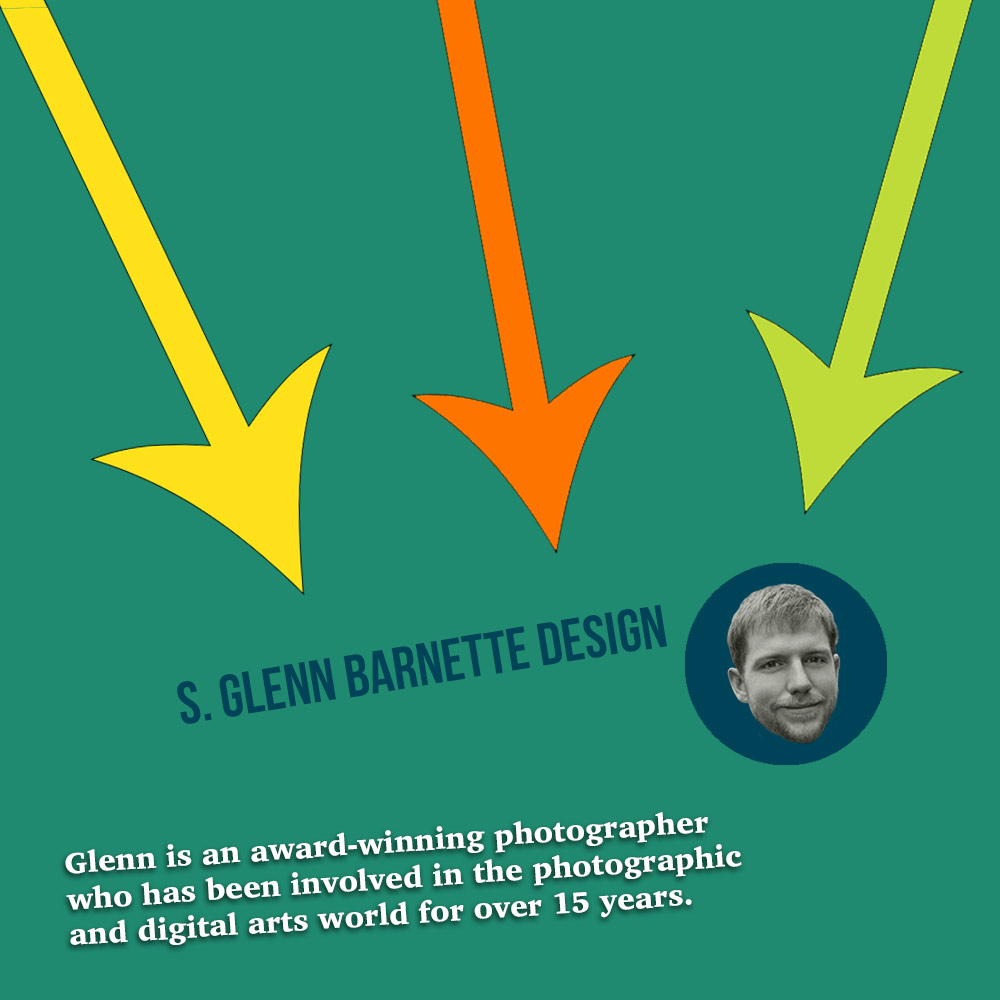 S. GLENN BARNETTE DESIGN
Glenn is an award-winning photographer
who has been involved in the photographic
and digital arts world for over 15 years.